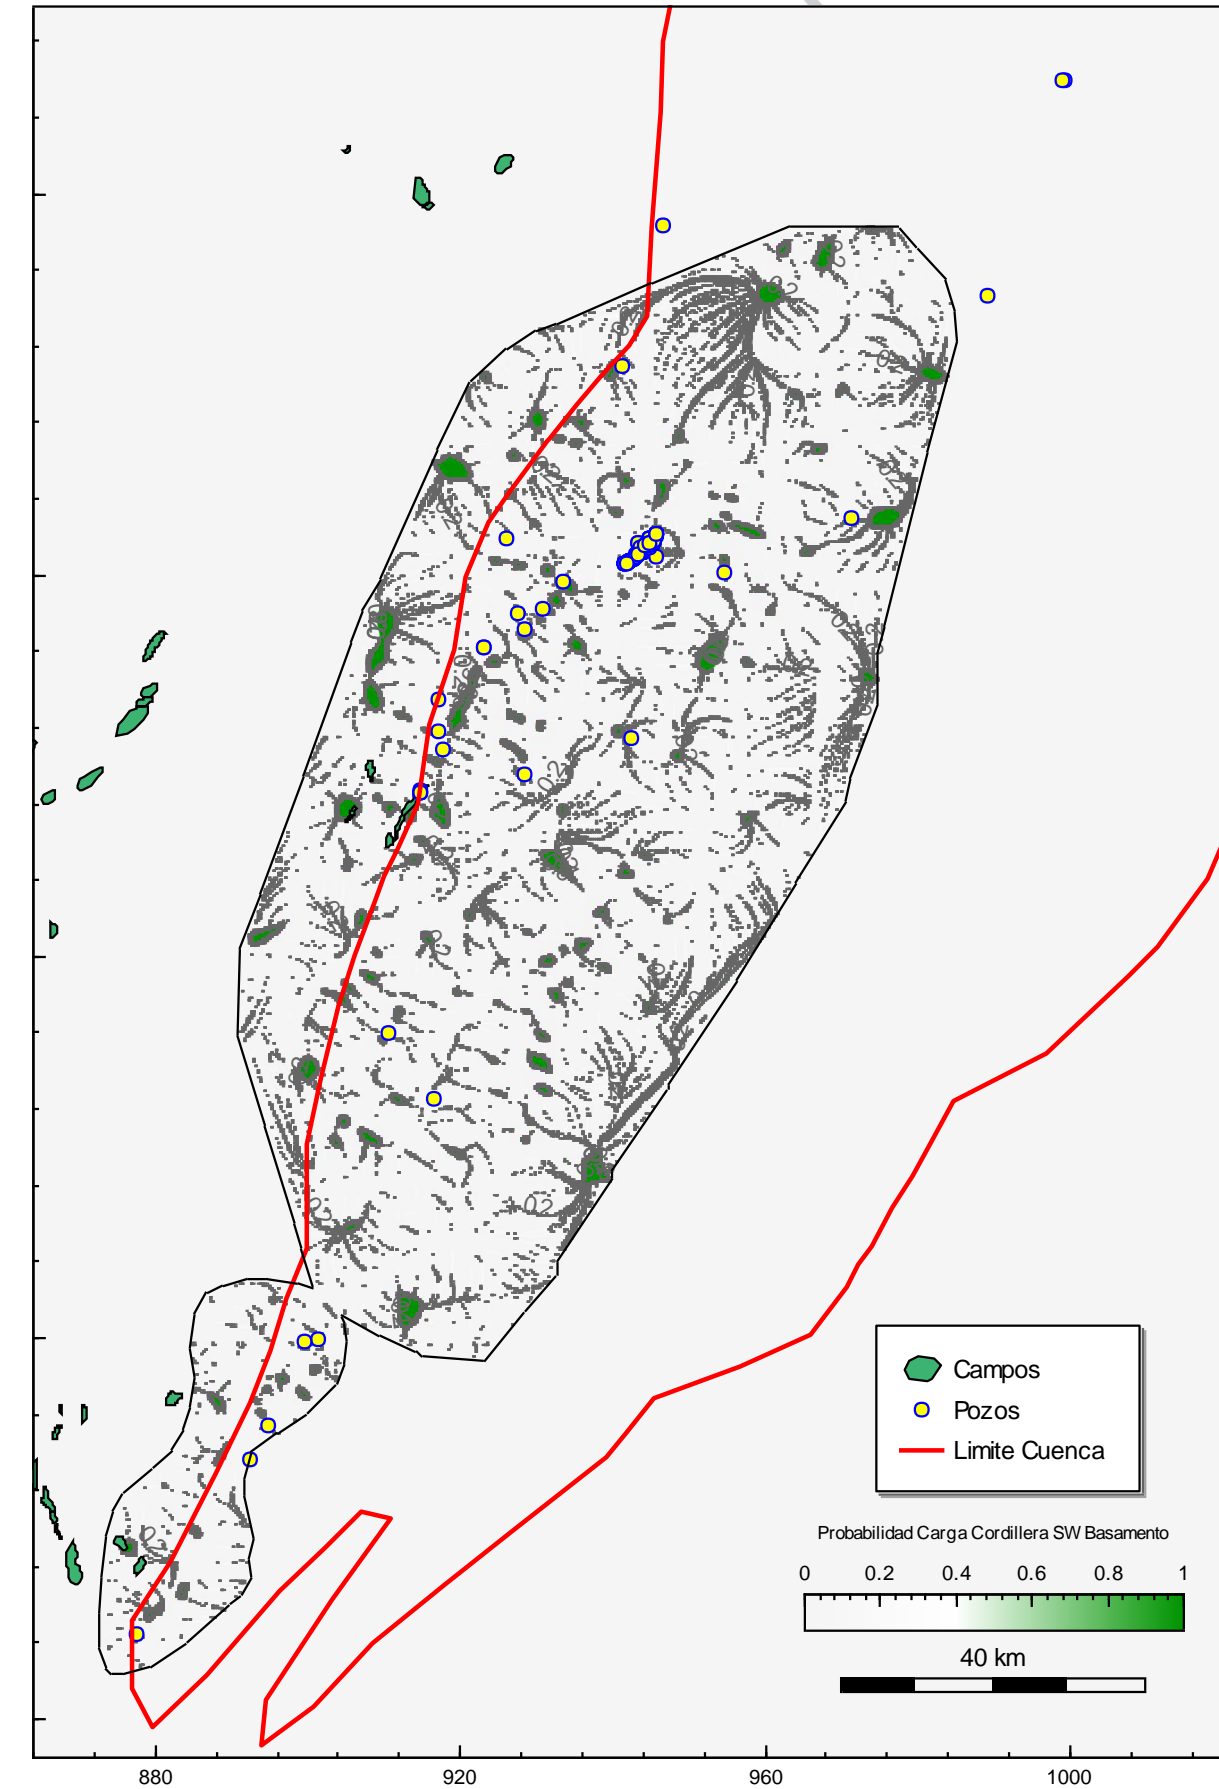 Campos
Pozos
Limite Cuenca
Probabilidad Carga Cordillera SW Basamento
0 0.2 0.4 0.6 0.8 1
40 km
880 920 960 1000